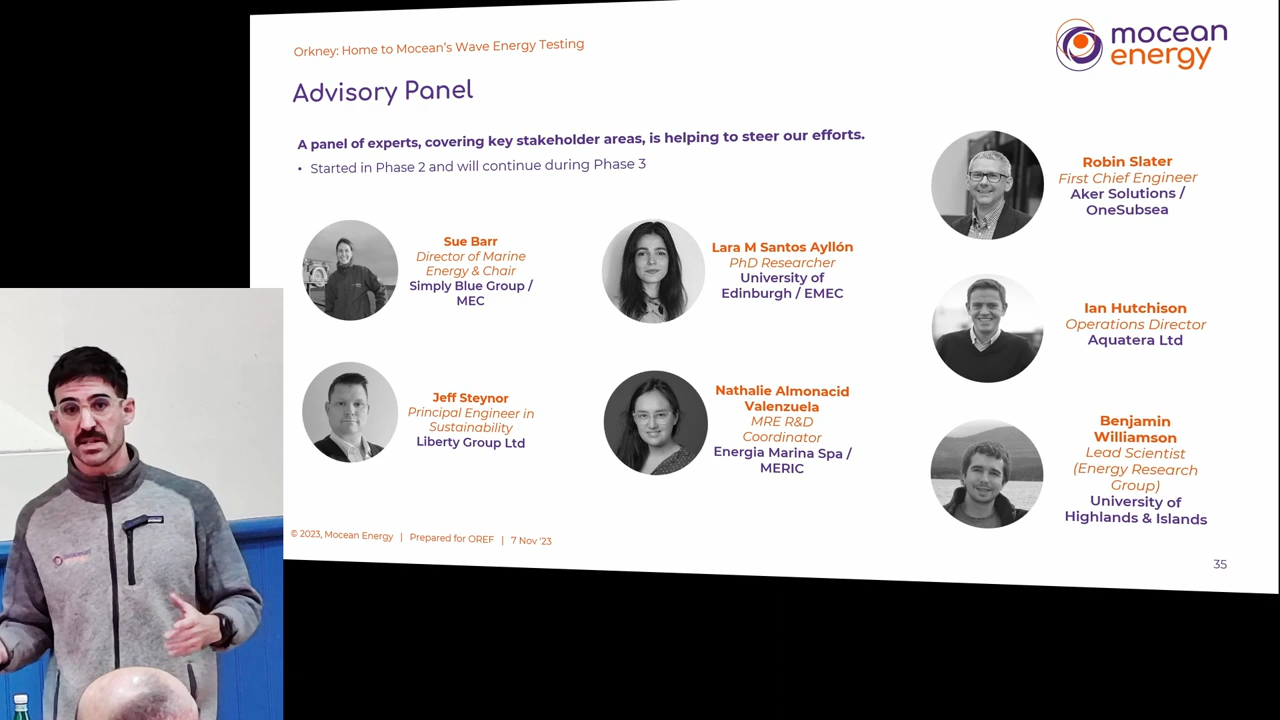 Orkney: Home to Mocean's Wave Energy Testing
mocean
energy
Advisory Panel
A panel of experts, covering key stakeholder areas, is helping to steer our efforts.
• Started in Phase 2 and will continue during Phase 3
Sue Barr
Director of Marine
Energy & Chair
Simply Blue Group /
MEC
Lara M Santos Ayllón
PhD Researcher
University of
Edinburgh / EMEC
Robin Slater
First Chief Engineer
Aker Solutions /
OneSubsea
Ian Hutchison
Operations Director
Aquatera Ltd
Jeff Steynor
Principal Engineer in
Sustainability
Liberty Group Ltd
Nathalie Almonacid
Valenzuela
MRE R&D
Coordinator
Energia Marina Spa /
MERIC
Benjamin
Williamson
Lead Scientist
(Energy Research
Group)
University of
Highlands & Islands
© 2023, Mocean Energy | Prepared for OREF | 7 Nov '23
35